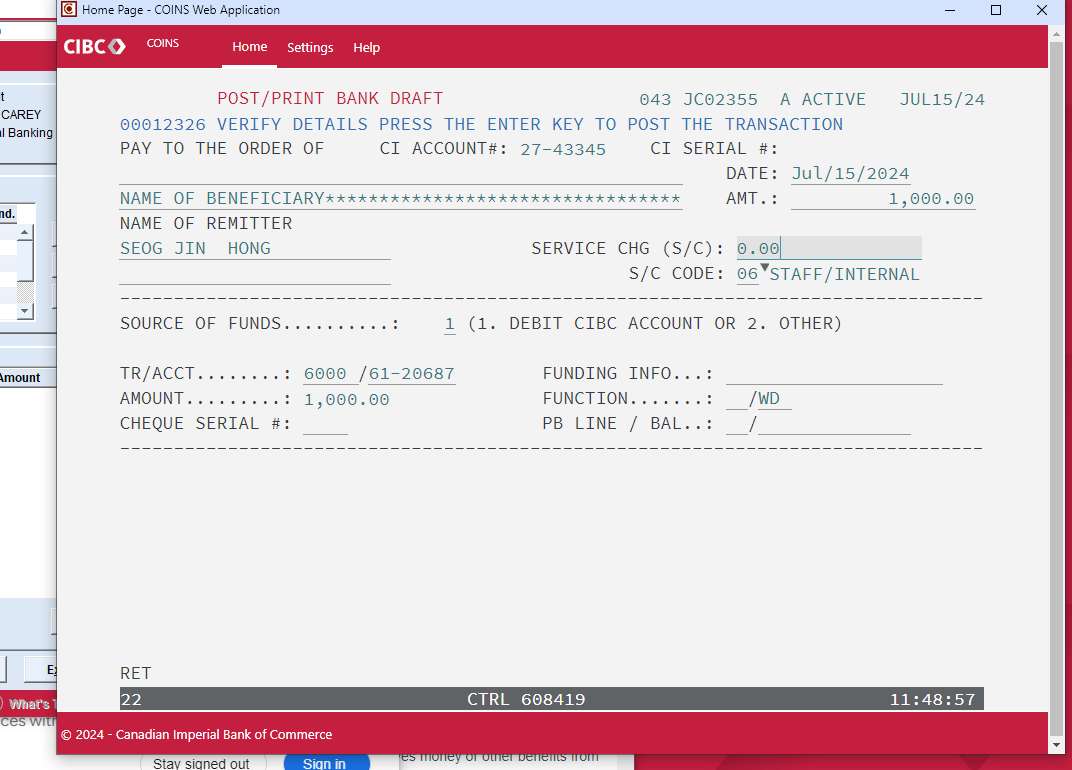 Home Page - COINS Web Application
CIBC COINS Home Settings Help
CAREY
al Banking
nd.
Amount
POST/PRINT BANK DRAFT 043 JC02355 A ACTIVE JUL15/24
00012326 VERIFY DETAILS PRESS THE ENTER KEY TO POST THE TRANSACTION
PAY TO THE ORDER OF CI ACCOUNT#: 27-43345 CI SERIAL #:
DATE: Jul/15/2024
NAME OF BENEFICIARY********************************* AMT.: 1,000.00
NAME OF REMITTER
SEOG JIN HONG SERVICE CHG (S/C): 0.00
S/C CODE: 06 STAFF/INTERNAL
--------------------------------------------------------------------------------
SOURCE OF FUNDS..........: 1 (1. DEBIT CIBC ACCOUNT OR 2. OTHER)
TR/ACCT........: 6000 /61-20687 FUNDING INFO...:
AMOUNT.........: 1,000.00 FUNCTION.......: /WD
CHEQUE SERIAL #: PB LINE / BAL..: /
--------------------------------------------------------------------------------
RET
22 CTRL 608419 11:48:57
What's
ces with
© 2024 - Canadian Imperial Bank of Commerce
Stay signed out Sign in es money or other benefits from